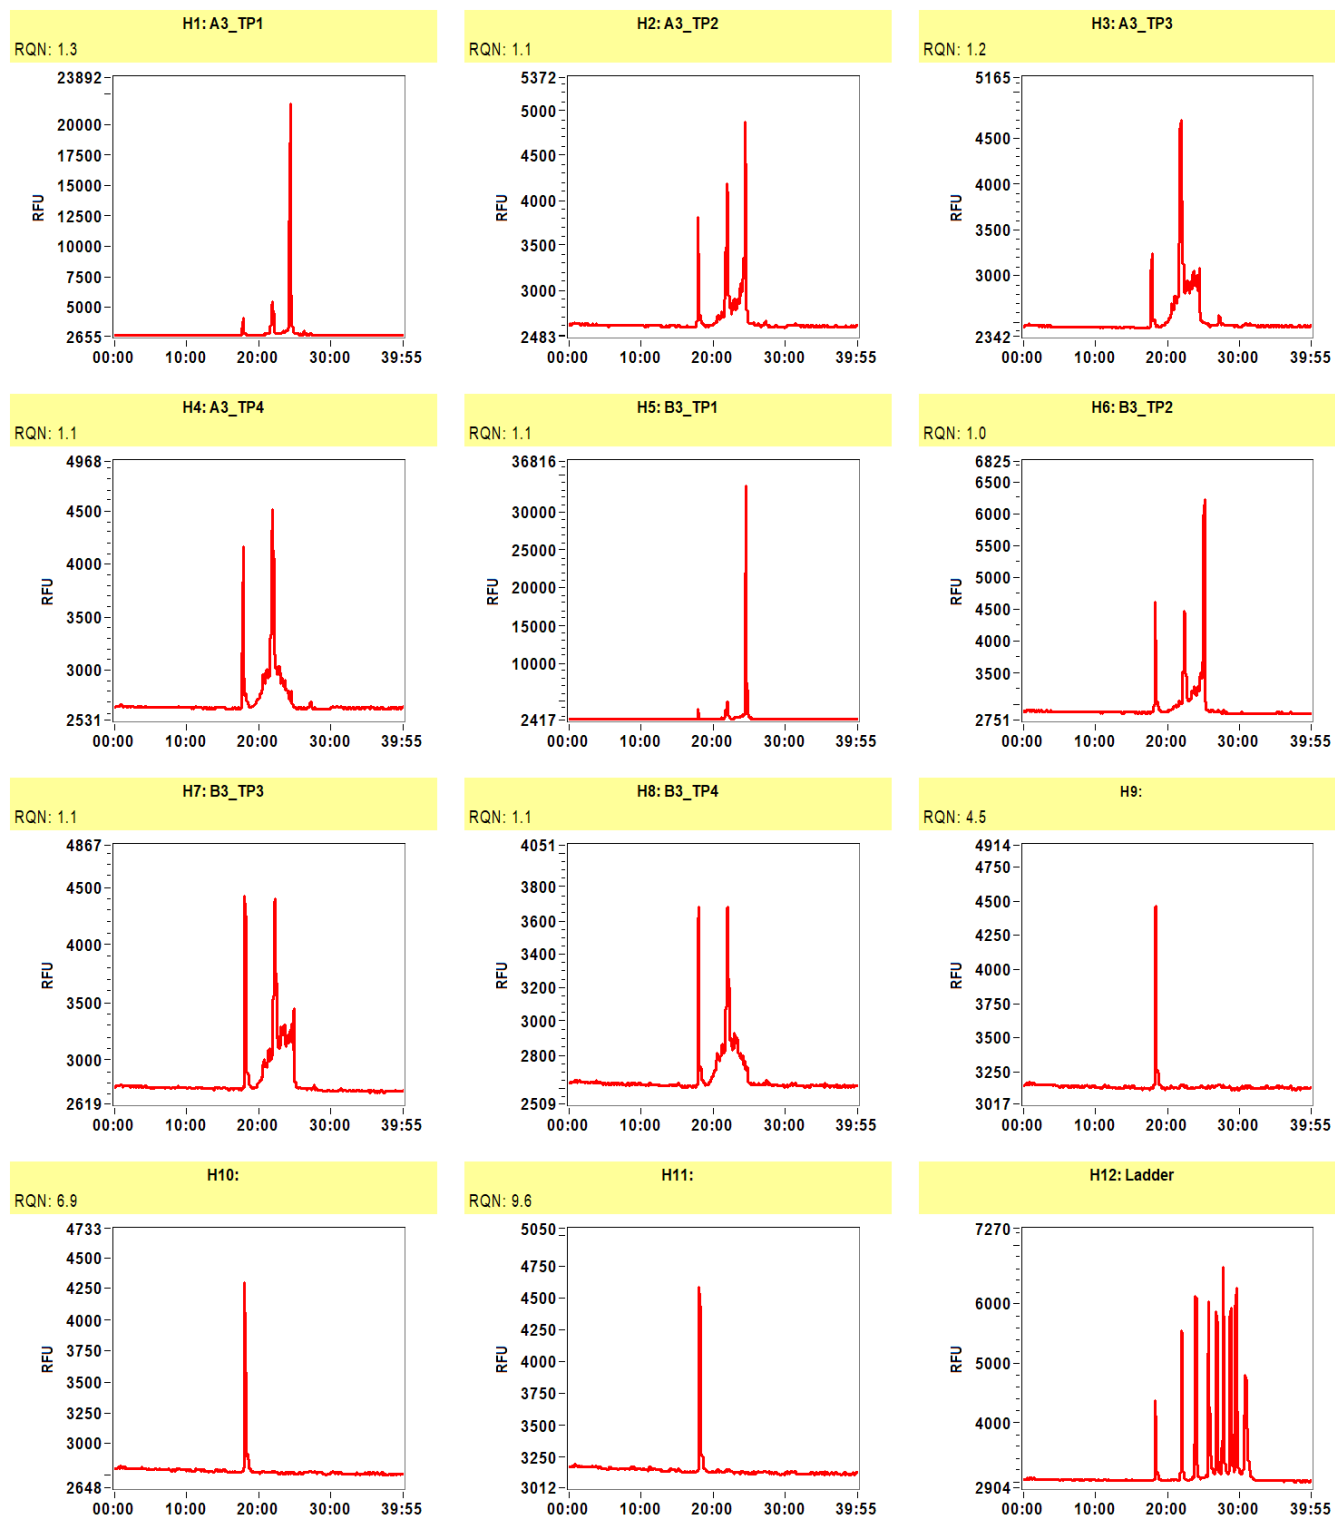 H1: A3_TP1
RQN: 1.3
23892
20000
17500
15000
12500
10000
7500
5000
2655
RFU
00:00 10:00 20:00 30:00 39:55
H2: A3_TP2
RQN: 1.1
5372
5000
4500
4000
3500
3000
2483
RFU
00:00 10:00 20:00 30:00 39:55
H3: A3_TP3
RQN: 1.2
5165
4500
4000
3500
3000
2342
RFU
00:00 10:00 20:00 30:00 39:55
H4: A3_TP4
RQN: 1.1
4968
4500
4000
3500
3000
2531
RFU
00:00 10:00 20:00 30:00 39:55
H5: B3_TP1
RQN: 1.1
36816
30000
25000
20000
15000
10000
2417
RFU
00:00 10:00 20:00 30:00 39:55
H6: B3_TP2
RQN: 1.0
6825
6500
6000
5500
5000
4500
4000
3500
2751
RFU
00:00 10:00 20:00 30:00 39:55
H7: B3_TP3
RQN: 1.1
4867
4500
4000
3500
3000
2619
RFU
00:00 10:00 20:00 30:00 39:55
H8: B3_TP4
RQN: 1.1
4051
3800
3600
3400
3200
3000
2800
2509
RFU
00:00 10:00 20:00 30:00 39:55
H9:
RQN: 4.5
4914
4750
4500
4250
4000
3750
3500
3250
3017
RFU
00:00 10:00 20:00 30:00 39:55
H10:
RQN: 6.9
4733
4500
4250
4000
3750
3500
3250
3000
2648
RFU
00:00 10:00 20:00 30:00 39:55
H11:
RQN: 9.6
5050
4750
4500
4250
4000
3750
3500
3250
3012
RFU
00:00 10:00 20:00 30:00 39:55
H12: Ladder
7270
6000
5000
4000
2904
RFU
00:00 10:00 20:00 30:00 39:55